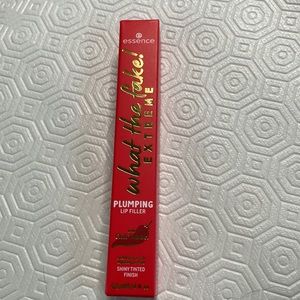 essence
what the fake!
EXTREME
PLUMPING
LIP FILLER
SHINY TINTED
FINISH